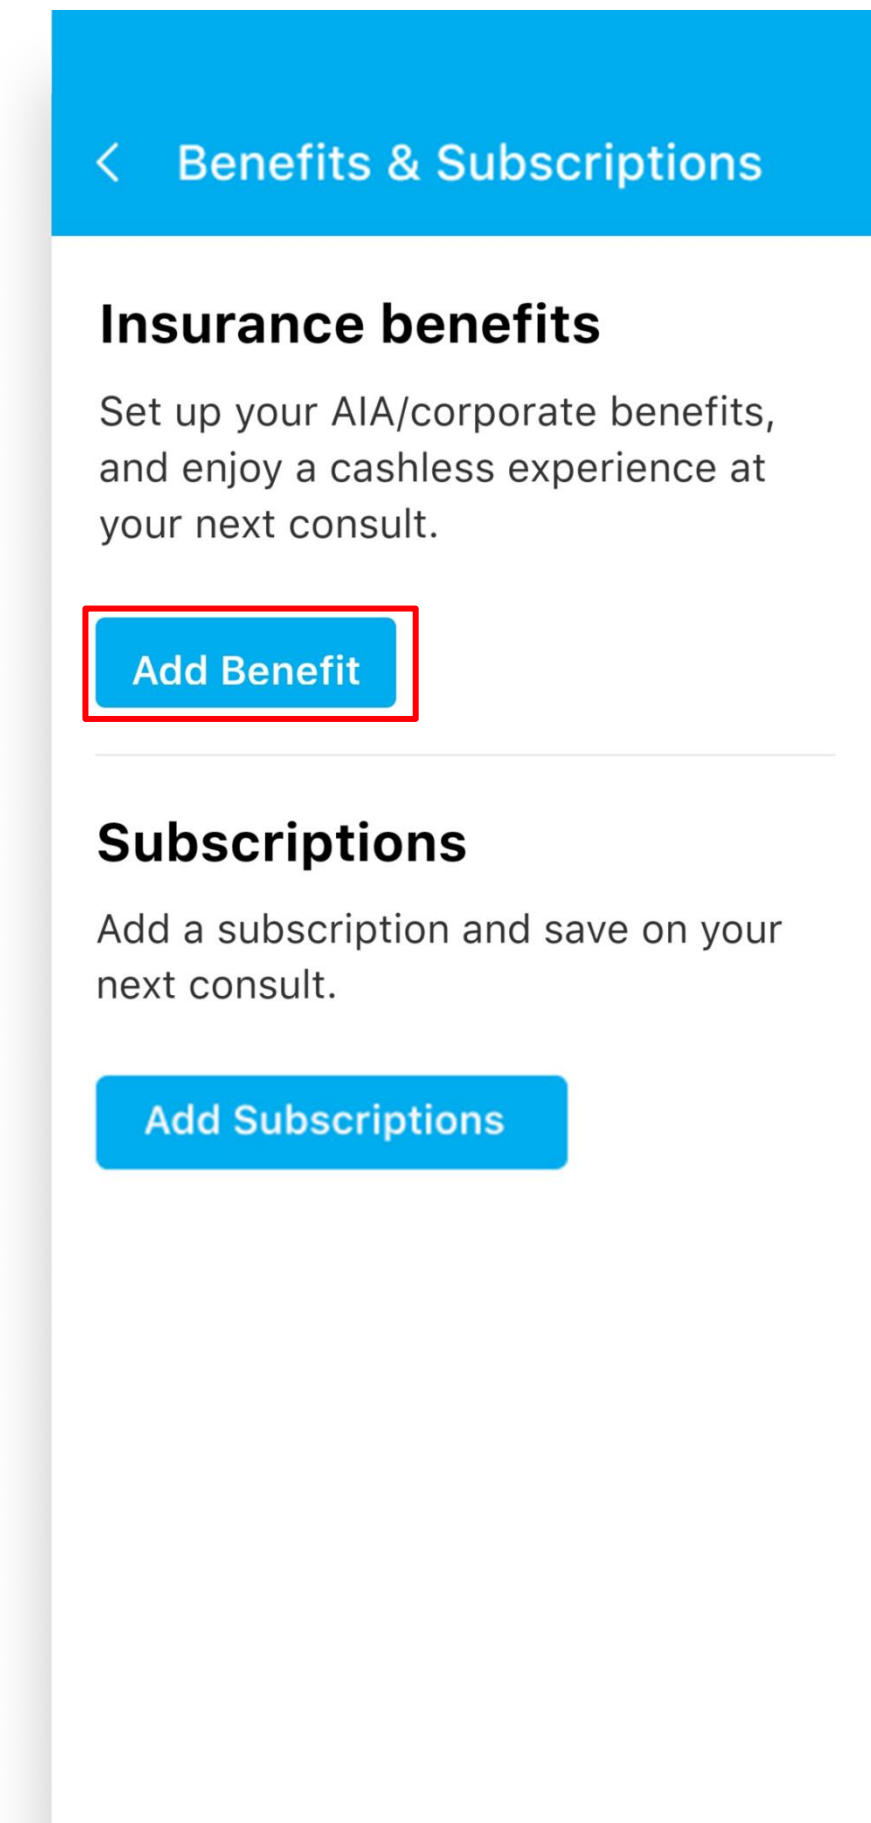 Benefits & Subscriptions
Insurance benefits
Set up your AIA/corporate benefits,
and enjoy a cashless experience at
your next consult.
Add Benefit
Subscriptions
Add a subscription and save on your
next consult.
Add Subscriptions